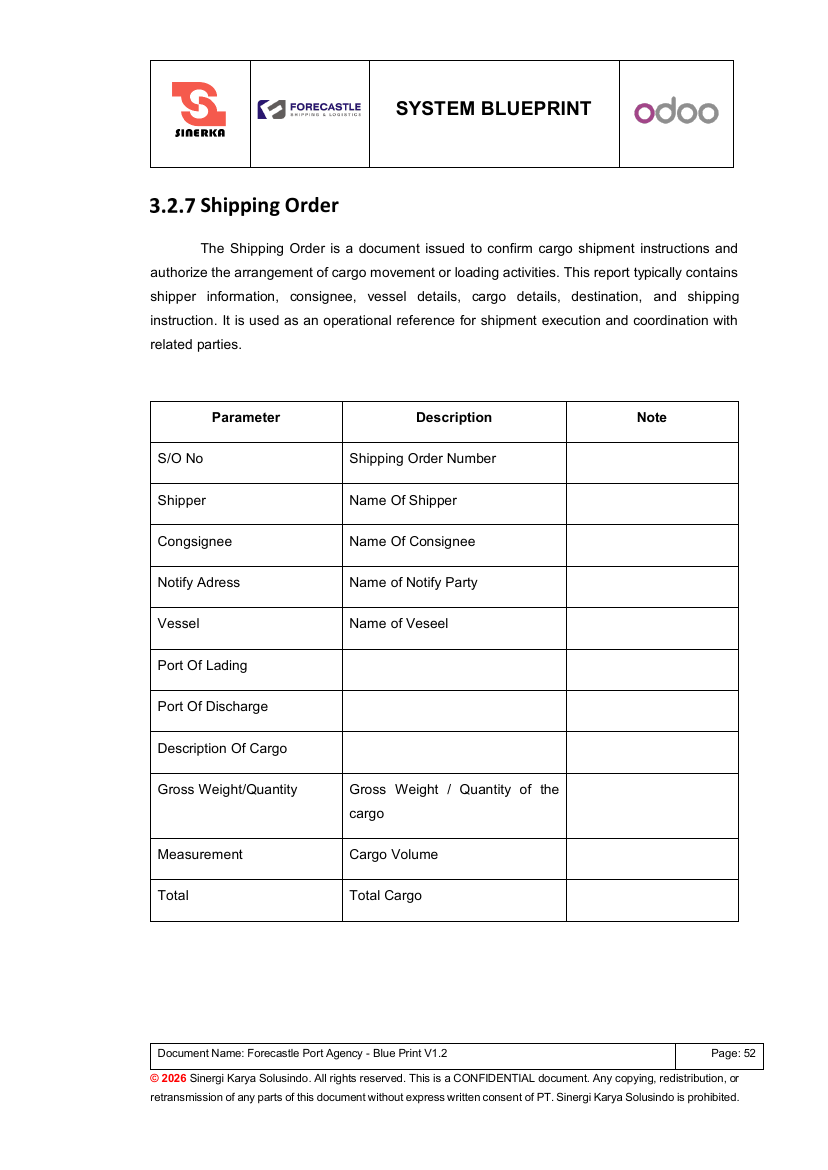 SINERKA
FORECASTLE
SHIPPING & LOGISTICS
SYSTEM BLUEPRINT
odoo
3.2.7 Shipping Order
The Shipping Order is a document issued to confirm cargo shipment instructions and
authorize the arrangement of cargo movement or loading activities. This report typically contains
shipper information, consignee, vessel details, cargo details, destination, and shipping
instruction. It is used as an operational reference for shipment execution and coordination with
related parties.
Parameter Description Note
S/O No Shipping Order Number
Shipper Name Of Shipper
Congsignee Name Of Consignee
Notify Adress Name of Notify Party
Vessel Name of Veseel
Port Of Lading
Port Of Discharge
Description Of Cargo
Gross Weight/Quantity Gross Weight / Quantity of the
cargo
Measurement Cargo Volume
Total Total Cargo
Document Name: Forecastle Port Agency - Blue Print V1.2 Page: 52
© 2026 Sinergi Karya Solusindo. All rights reserved. This is a CONFIDENTIAL document. Any copying, redistribution, or
retransmission of any parts of this document without express written consent of PT. Sinergi Karya Solusindo is prohibited.